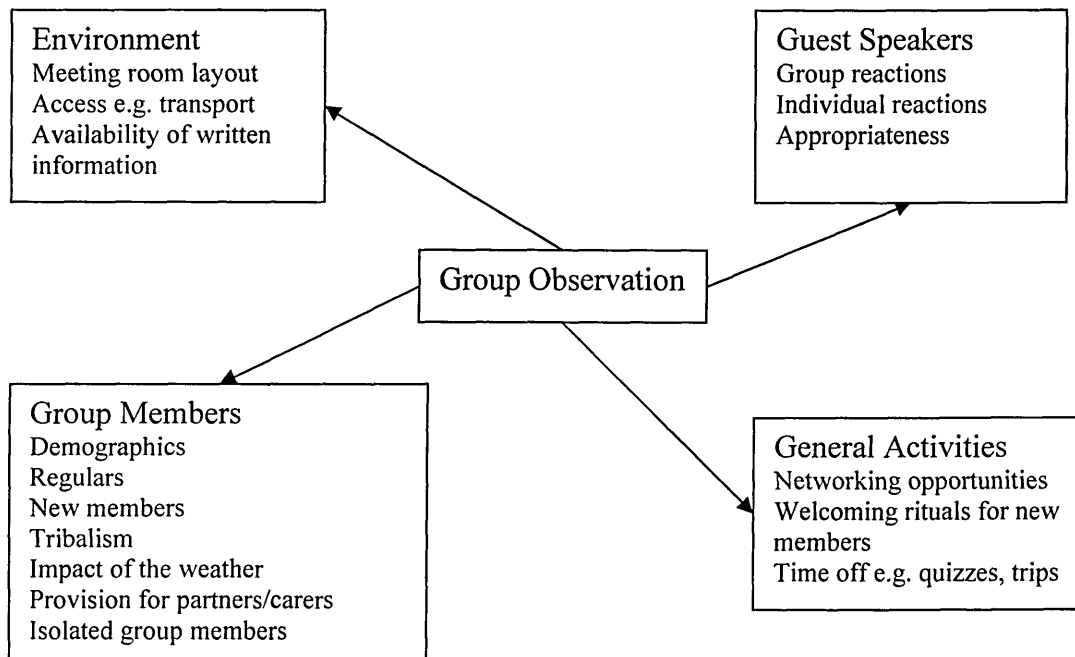 Environment
Meeting room layout
Access e.g. transport
Availability of written
information
Guest Speakers
Group reactions
Individual reactions
Appropriateness
Group Observation
Group Members
Demographics
Regulars
New members
Tribalism
Impact of the weather
Provision for partners/carers
Isolated group members
General Activities
Networking opportunities
Welcoming rituals for new
members
Time off e.g. quizzes, trips